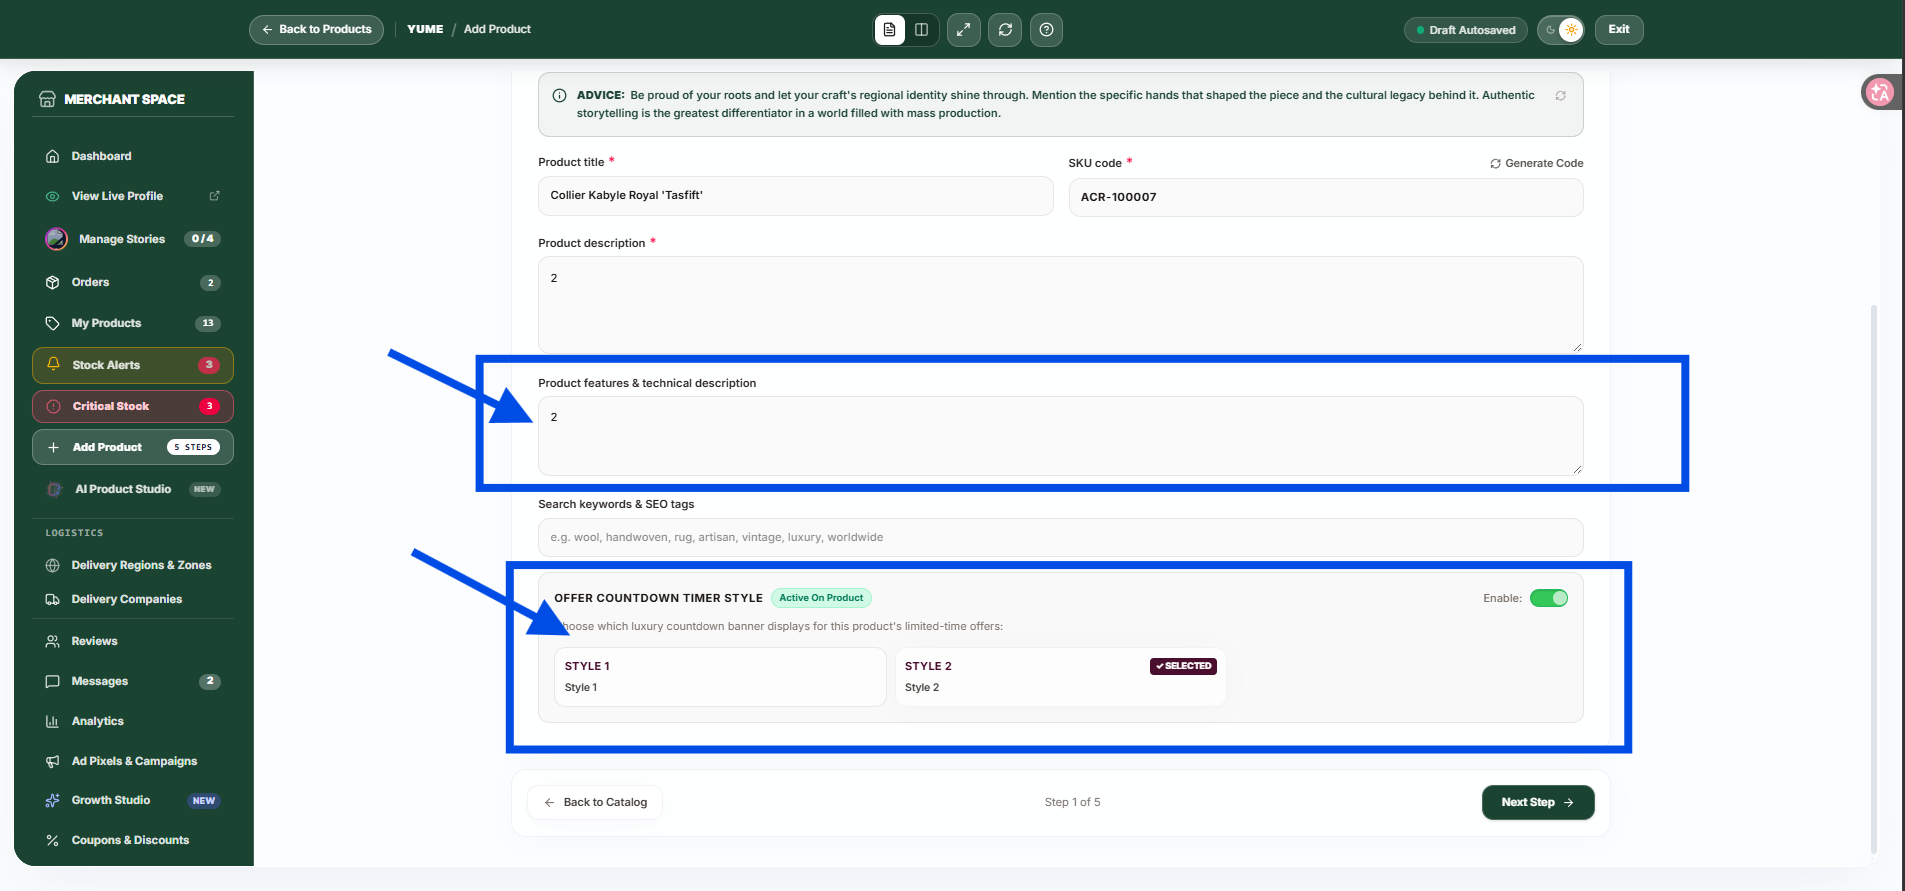 Back to Products
YUME / Add Product
Draft Autosaved
Exit
MERCHANT SPACE
Dashboard
View Live Profile
Manage Stories 0/4
Orders 2
My Products 13
Stock Alerts 3
Critical Stock 3
Add Product 5 STEPS
AI Product Studio NEW
LOGISTICS
Delivery Regions & Zones
Delivery Companies
Reviews
Messages 2
Analytics
Ad Pixels & Campaigns
Growth Studio NEW
Coupons & Discounts
ADVICE: Be proud of your roots and let your craft's regional identity shine through. Mention the specific hands that shaped the piece and the cultural legacy behind it. Authentic
storytelling is the greatest differentiator in a world filled with mass production.
Product title *
SKU code *
Generate Code
Collier Kabyle Royal 'Tasfift'
ACR-100007
Product description *
2
Product features & technical description
2
Search keywords & SEO tags
e.g. wool, handwoven, rug, artisan, vintage, luxury, worldwide
OFFER COUNTDOWN TIMER STYLE Active On Product
Enable:
hoose which luxury countdown banner displays for this product's limited-time offers:
STYLE 1
Style 1
STYLE 2
SELECTED
Style 2
Back to Catalog
Step 1 of 5
Next Step